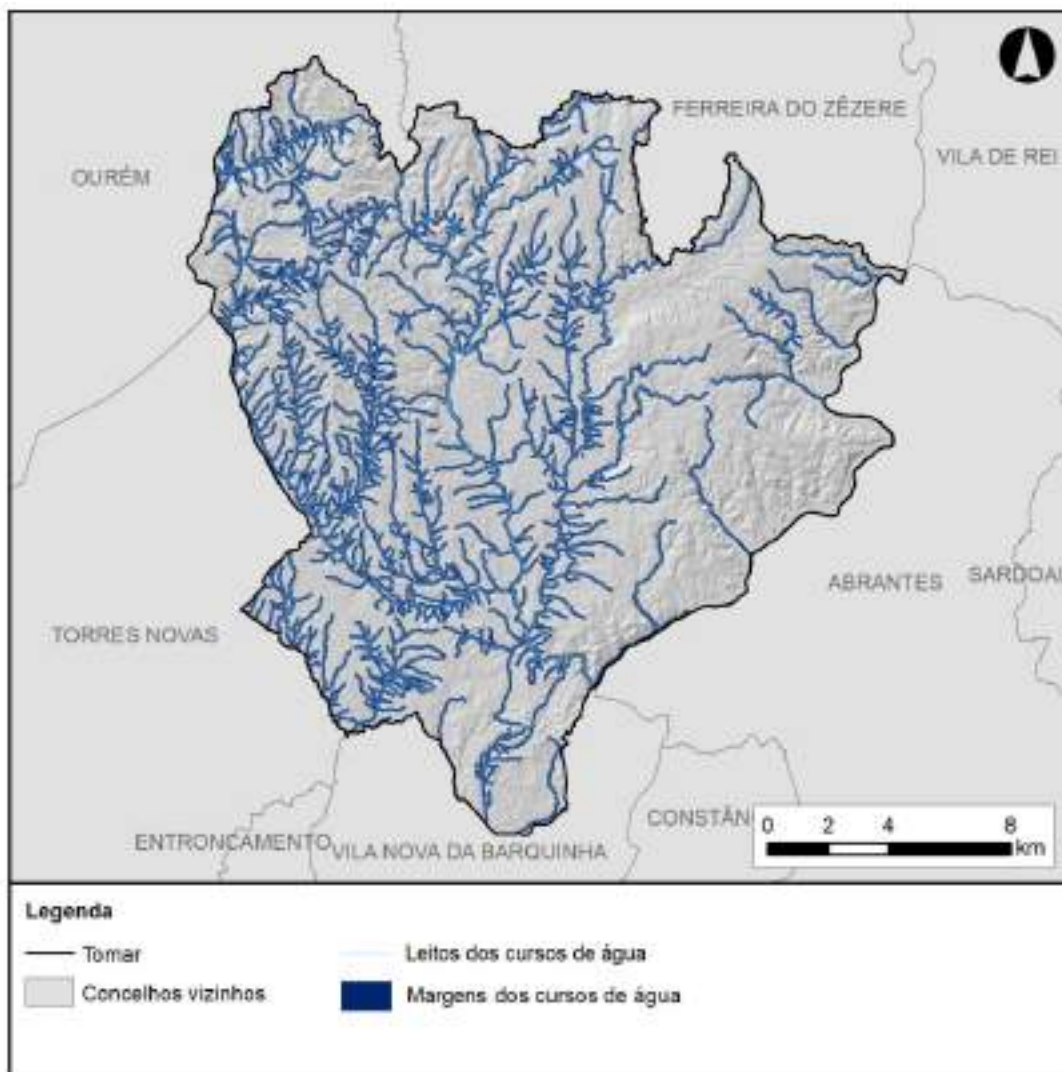 FERREIRA DO ZÊZERE
VILA DE REI
OURÉM
ABRANTES
SARDOAL
TORRES NOVAS
CONSTÂN
ENTRONCAMENTO
VILA NOVA DA BARQUINHA
0 2 4 8
km
Legenda
Tomar
Leitos dos cursos de água
Concelhos vizinhos
Margens dos cursos de água